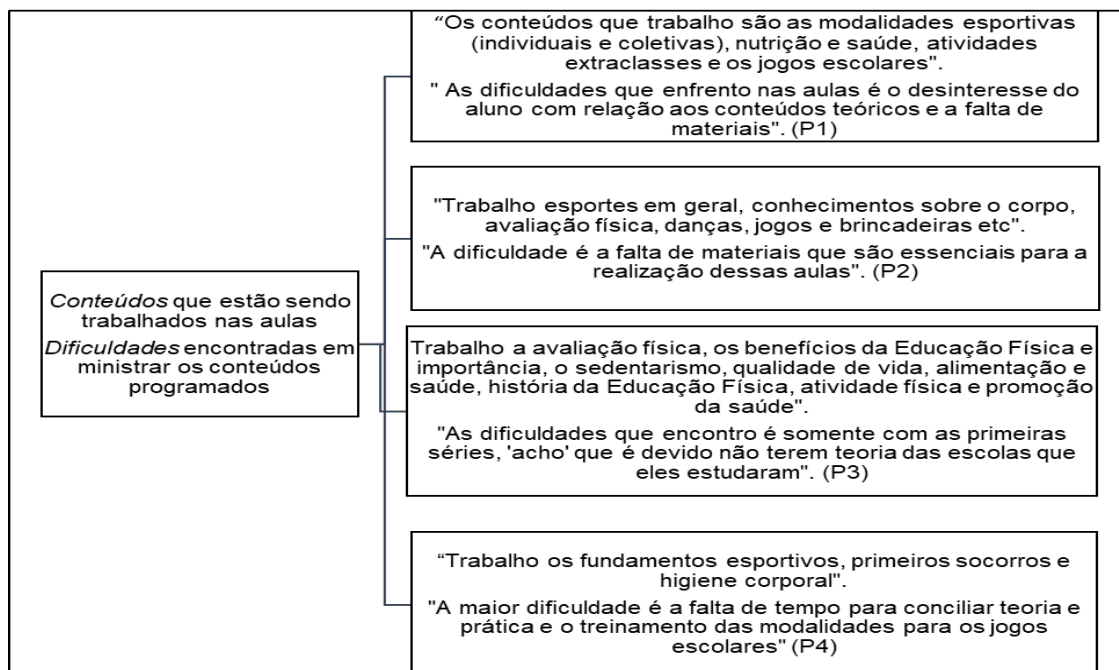 “Os conteúdos que trabalho são as modalidades esportivas
(individuais e coletivas), nutrição e saúde, atividades
extraclasses e os jogos escolares".
" As dificuldades que enfrento nas aulas é o desinteresse do
aluno com relação aos conteúdos teóricos e a falta de
materiais". (P1)
"Trabalho esportes em geral, conhecimentos sobre o corpo,
avaliação física, danças, jogos e brincadeiras etc".
"A dificuldade é a falta de materiais que são essenciais para a
realização dessas aulas". (P2)
Conteúdos que estão sendo
trabalhados nas aulas
Dificuldades encontradas em
ministrar os conteúdos
programados
Trabalho a avaliação física, os benefícios da Educação Física e
importância, o sedentarismo, qualidade de vida, alimentação e
saúde, história da Educação Física, atividade física e promoção
da saúde".
"As dificuldades que encontro é somente com as primeiras
séries, 'acho' que é devido não terem teoria das escolas que
eles estudaram". (P3)
“Trabalho os fundamentos esportivos, primeiros socorros e
higiene corporal".
"A maior dificuldade é a falta de tempo para conciliar teoria e
prática e o treinamento das modalidades para os jogos
escolares" (P4)